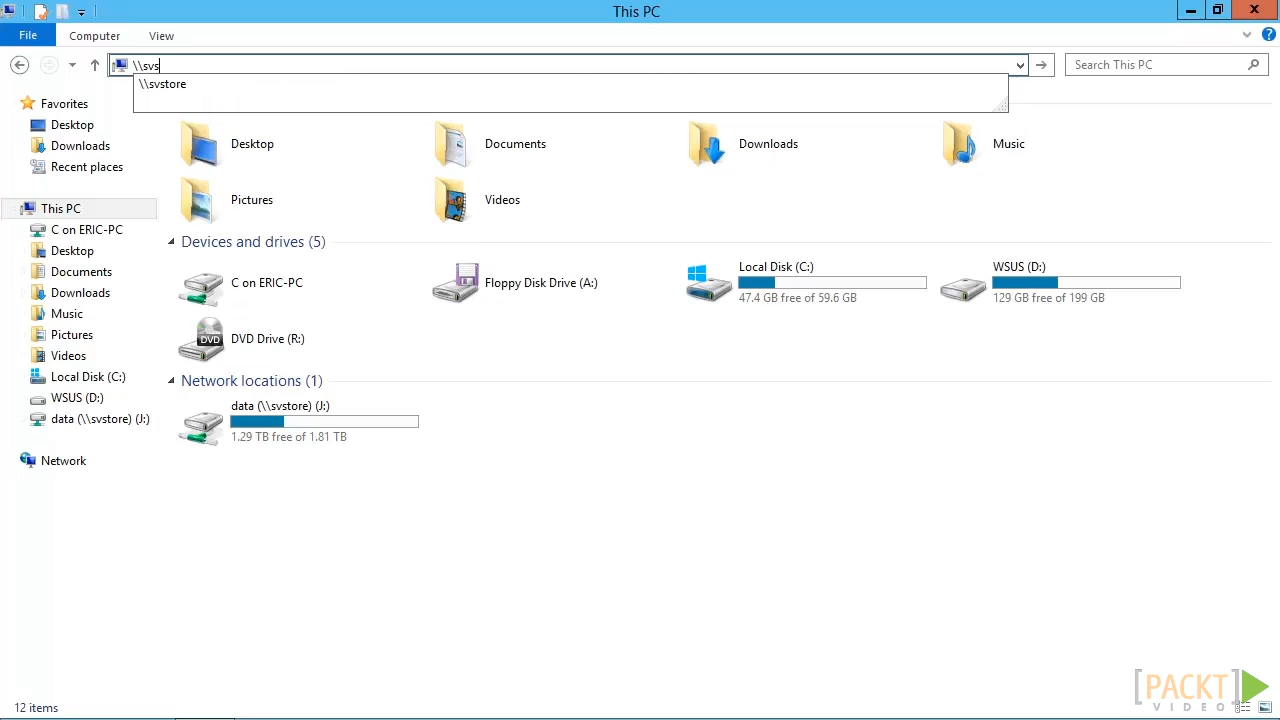 This PC
File
Computer
View
\\svs
Search This PC
\\svstore
Favorites
Desktop
Downloads
Recent places
This PC
C on ERIC-PC
Desktop
Documents
Downloads
Music
Pictures
Videos
Local Disk (C:)
WSUS (D:)
data (\\svstore) (J:)
Network
Desktop
Documents
Downloads
Music
Pictures
Videos
Devices and drives (5)
C on ERIC-PC
Floppy Disk Drive (A:)
Local Disk (C:)
47.4 GB free of 59.6 GB
WSUS (D:)
129 GB free of 199 GB
DVD
DVD Drive (R:)
Network locations (1)
data (\\svstore) (J:)
1.29 TB free of 1.81 TB
12 items
[PACKT]
VIDEO